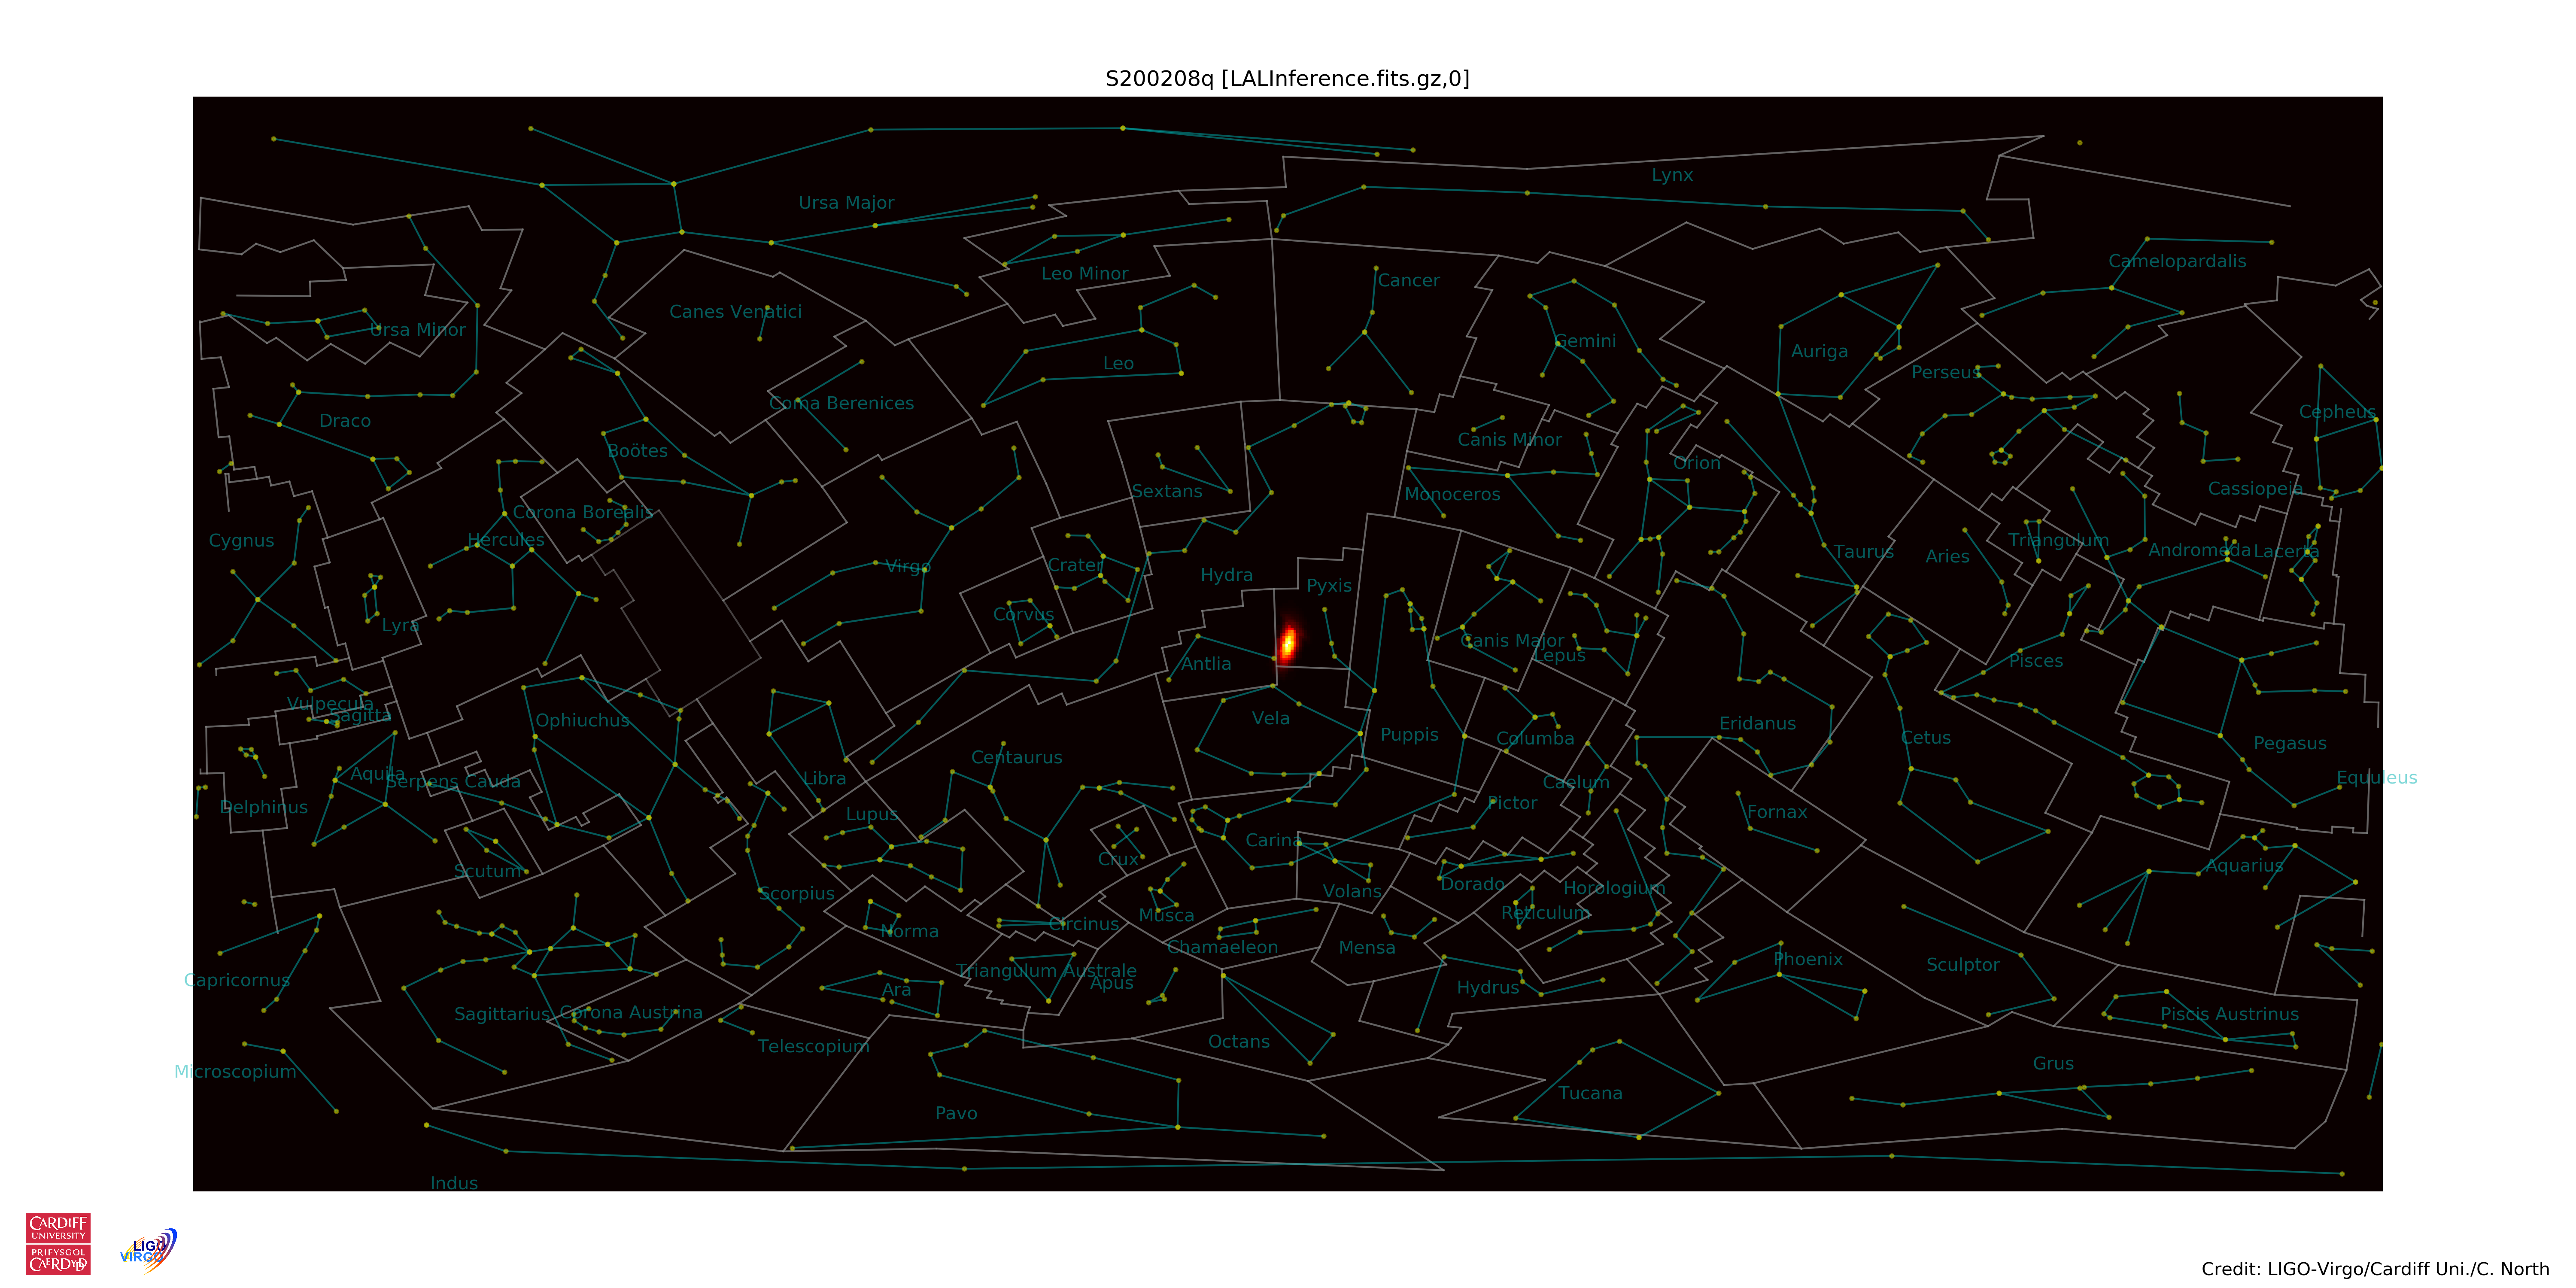 S200208q [LALInference.fits.gz,0]
Lynx
Ursa Major
Camelopardalis
Leo Minor
Cancer
Canes Venatici
Ursa Minor
Gemini
Auriga
Leo
Perseus
Coma Berenices
Cepheus
Draco
Canis Minor
Boötes
Orion
Sextans
Monoceros
Cassiopeia
Corona Borealis
Cygnus
Hercules
Triangulum
Andromeda
Lacerta
Taurus
Aries
Virgo
Crater
Hydra
Pyxis
Corvus
Lyra
Canis Major
Lepus
Antlia
Pisces
Vulpecula
Sagitta
Ophiuchus
Vela
Eridanus
Puppis
Columba
Cetus
Pegasus
Centaurus
Aquila
Serpens Cauda
Libra
Caelum
Equuleus
Delphinus
Pictor
Lupus
Fornax
Carina
Crux
Scutum
Aquarius
Scorpius
Volans
Dorado
Horologium
Reticulum
Musca
Circinus
Norma
Chamaeleon
Mensa
Phoenix
Sculptor
Triangulum Australe
Capricornus
Apus
Ara
Hydrus
Sagittarius
Corona Austrina
Piscis Austrinus
Telescopium
Octans
Grus
Microscopium
Tucana
Pavo
Indus
CARDIFF
UNIVERSITY
PRIFYSGOL
CAERDYDD
LIGO
VIRGO
Credit: LIGO-Virgo/Cardiff Uni./C. North